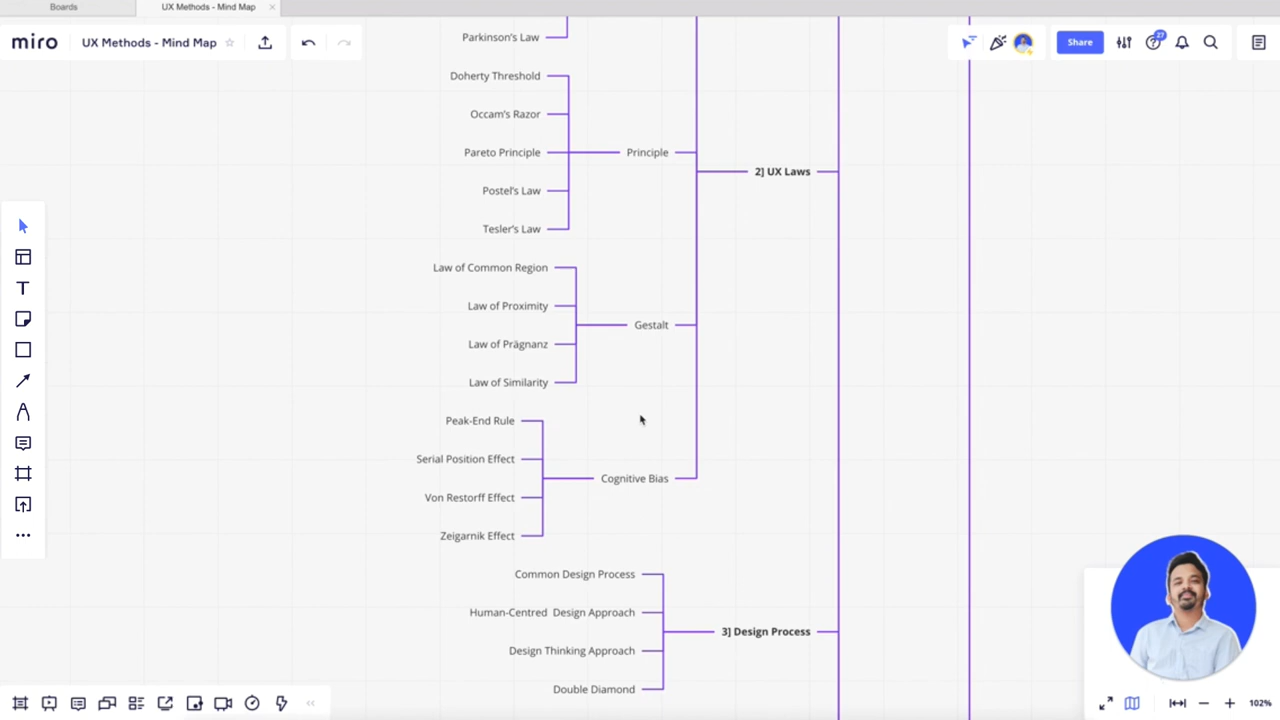 Boards
UX Methods - Mind Map
miro
UX Methods - Mind Map
Share
27
Parkinson's Law
Doherty Threshold
Occam's Razor
Pareto Principle
Postel's Law
Tesler's Law
Principle
2] UX Laws
Law of Common Region
Law of Proximity
Law of Prägnanz
Law of Similarity
Gestalt
Peak-End Rule
Serial Position Effect
Von Restorff Effect
Zeigarnik Effect
Cognitive Bias
Common Design Process
Human-Centred Design Approach
Design Thinking Approach
Double Diamond
3] Design Process
102%